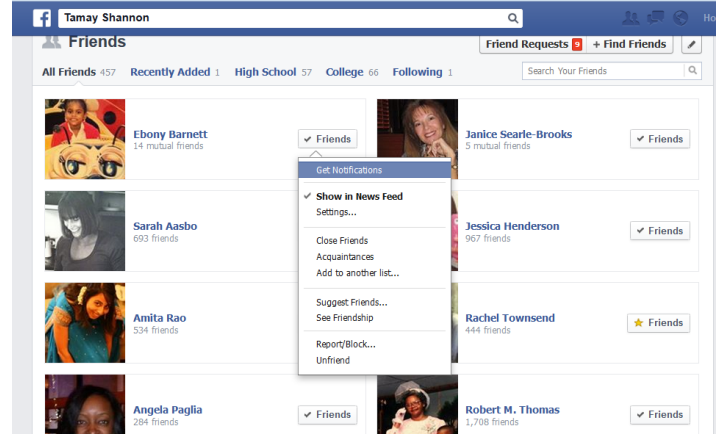 f Tamay Shannon
Ho
Friends
Friend Requests 9 + Find Friends
All Friends 457 Recently Added 1 High School 57 College 66 Following 1 Search Your Friends
Ebony Barnett
14 mutual friends
Friends
Janice Searle-Brooks
5 mutual friends
Friends
Get Notifications
Show in News Feed
Settings...
Close Friends
Acquaintances
Add to another list...
Suggest Friends...
See Friendship
Report/Block...
Unfriend
Sarah Aasbo
693 friends
Jessica Henderson
967 friends
Friends
Amita Rao
534 friends
Rachel Townsend
444 friends
Friends
Angela Paglia
284 friends
Friends
Robert M. Thomas
1,708 friends
Friends